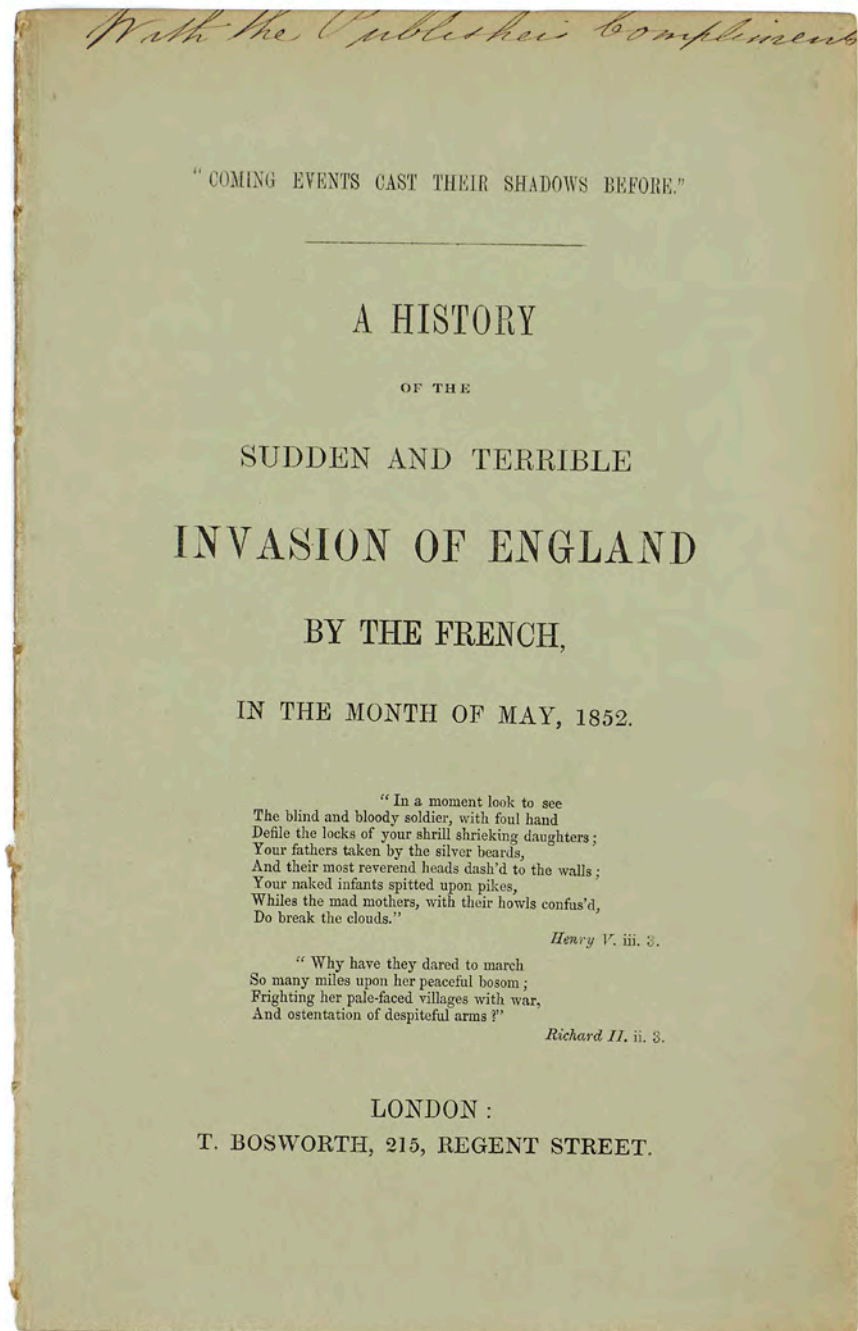 With the Publisher's Compliments
"COMING EVENTS CAST THEIR SHADOWS BEFORE."
A HISTORY
OF THE
SUDDEN AND TERRIBLE
INVASION OF ENGLAND
BY THE FRENCH,
IN THE MONTH OF MAY, 1852.
"In a moment look to see
The blind and bloody soldier, with foul hand
Defile the locks of your shrill shrieking daughters;
Your fathers taken by the silver beards,
And their most reverend heads dash'd to the walls;
Your naked infants spitted upon pikes,
Whiles the mad mothers, with their howls confus'd,
Do break the clouds."
Henry V. iii. 3.
"Why have they dared to march
So many miles upon her peaceful bosom;
Frighting her pale-faced villages with war,
And ostentation of despiteful arms?"
Richard II. ii. 3.
LONDON:
T. BOSWORTH, 215, REGENT STREET.